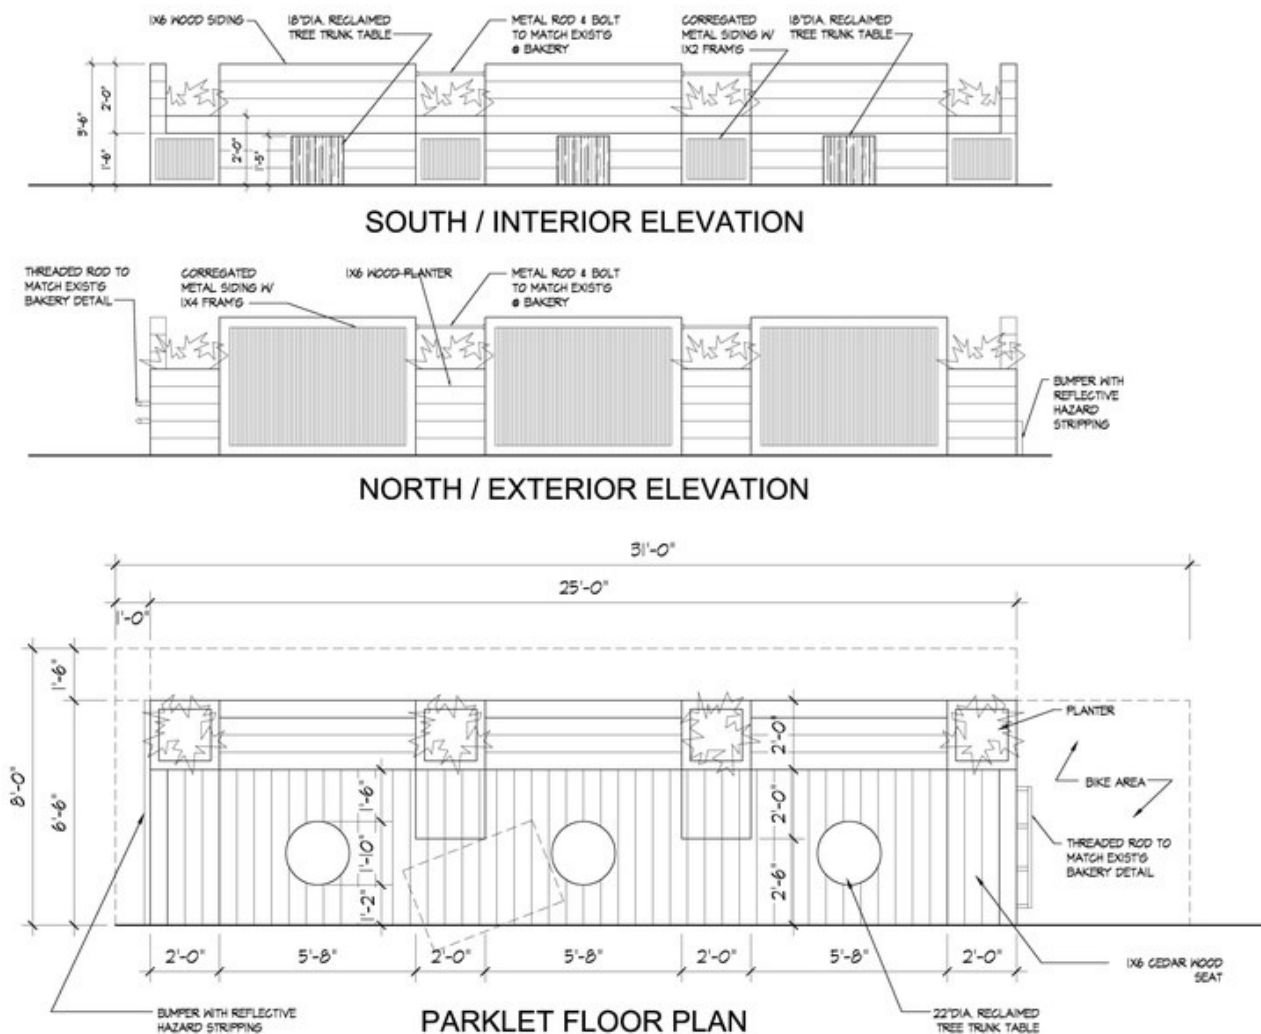 1X6 WOOD SIDING
18"DIA. RECLAIMED
TREE TRUNK TABLE
METAL ROD & BOLT
TO MATCH EXIST'G
@ BAKERY
CORREGATED
METAL SIDING W/
1X2 FRAM'G
18"DIA. RECLAIMED
TREE TRUNK TABLE
3'-6"
2'-0"
1'-6"
2'-0"
1'-5"
SOUTH / INTERIOR ELEVATION
THREADED ROD TO
MATCH EXIST'G
BAKERY DETAIL
CORREGATED
METAL SIDING W/
1X4 FRAM'G
1X6 WOOD PLANTER
METAL ROD & BOLT
TO MATCH EXIST'G
@ BAKERY
BUMPER WITH
REFLECTIVE
HAZARD
STRIPPING
NORTH / EXTERIOR ELEVATION
31'-0"
25'-0"
1'-0"
8'-0"
1'-6"
6'-6"
1'-6"
1'-10"
1'-2"
2'-0"
2'-0"
2'-6"
PLANTER
BIKE AREA
THREADED ROD TO
MATCH EXIST'G
BAKERY DETAIL
2'-0"
5'-8"
2'-0"
5'-8"
2'-0"
5'-8"
2'-0"
1X6 CEDAR WOOD
SEAT
BUMPER WITH REFLECTIVE
HAZARD STRIPPING
22"DIA. RECLAIMED
TREE TRUNK TABLE
PARKLET FLOOR PLAN